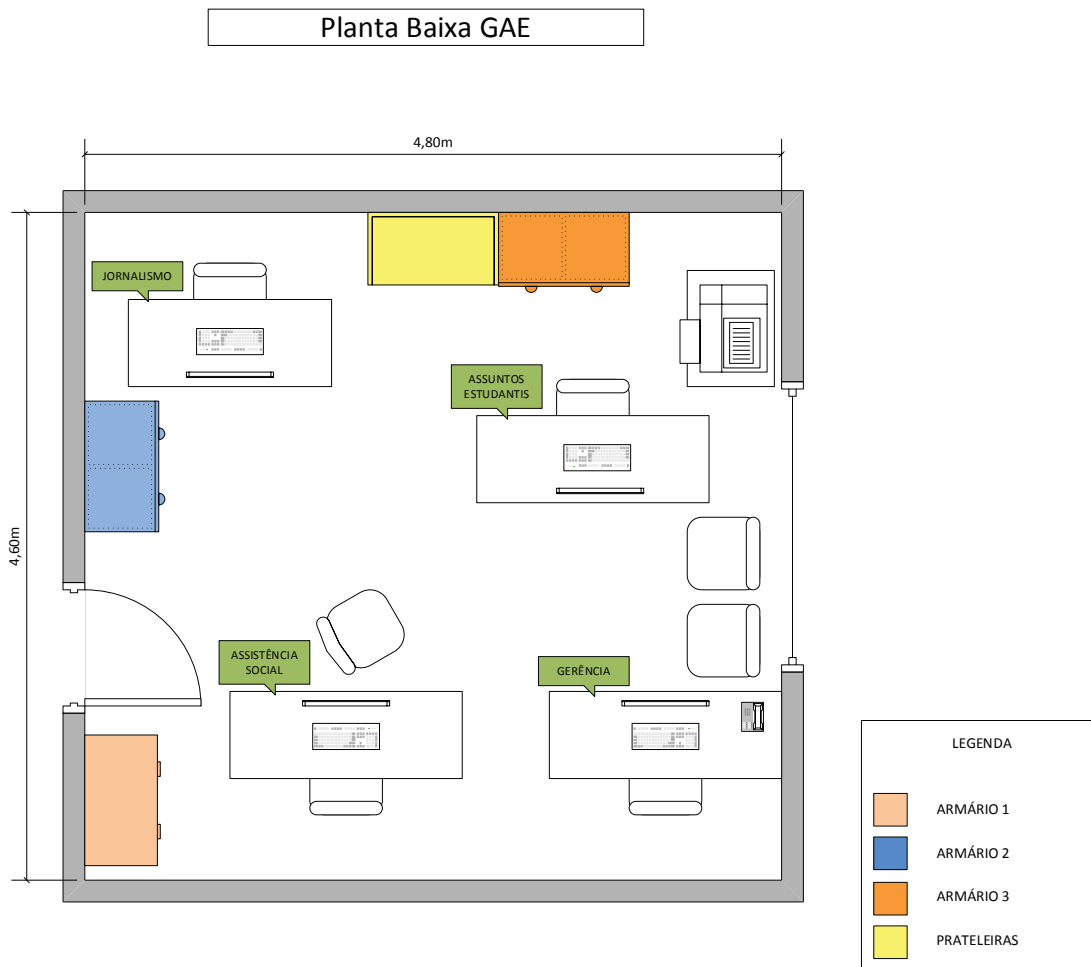 Planta Baixa GAE
4,80m
4,60m
JORNALISMO
ASSUNTOS
ESTUDANTIS
ASSISTÊNCIA
SOCIAL
GERÊNCIA
LEGENDA
ARMÁRIO 1
ARMÁRIO 2
ARMÁRIO 3
PRATELEIRAS